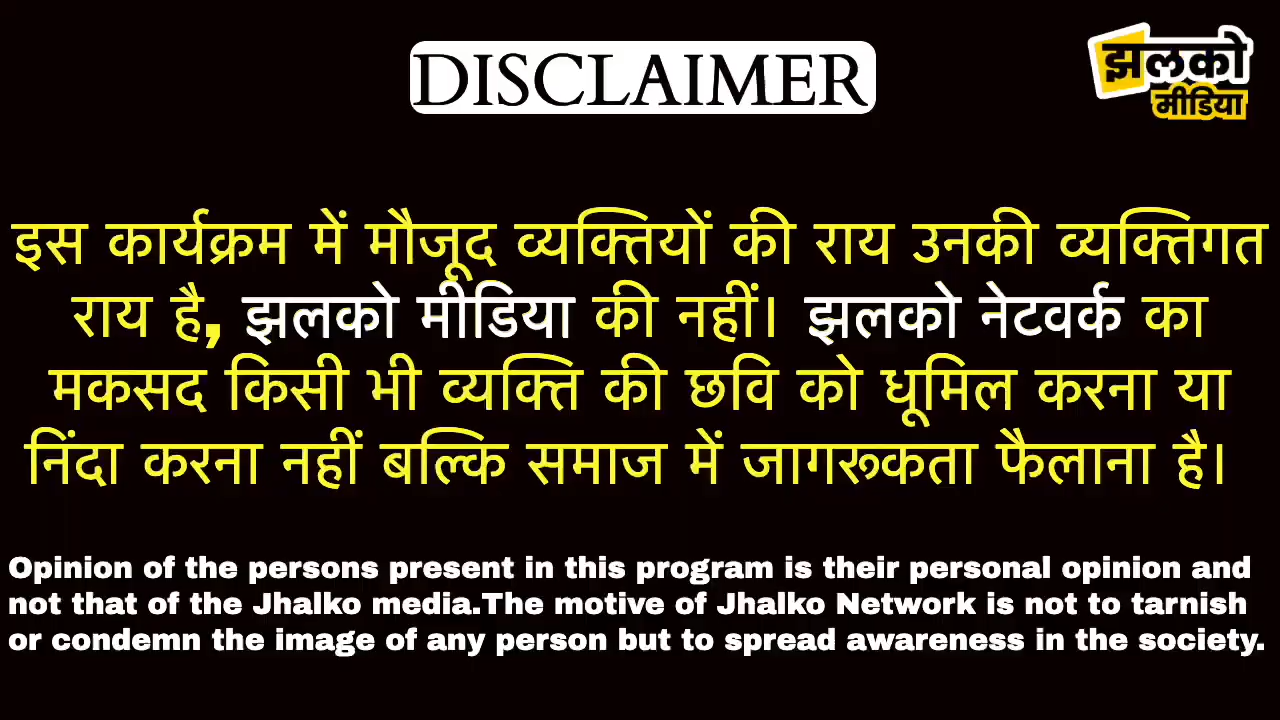 DISCLAIMER
झलको
मीडिया
इस कार्यक्रम में मौजूद व्यक्तियों की राय उनकी व्यक्तिगत
राय है, झलको मीडिया की नहीं। झलको नेटवर्क का
मकसद किसी भी व्यक्ति की छवि को धूमिल करना या
निंदा करना नहीं बल्कि समाज में जागरूकता फैलाना है।
Opinion of the persons present in this program is their personal opinion and
not that of the Jhalko media.The motive of Jhalko Network is not to tarnish
or condemn the image of any person but to spread awareness in the society.